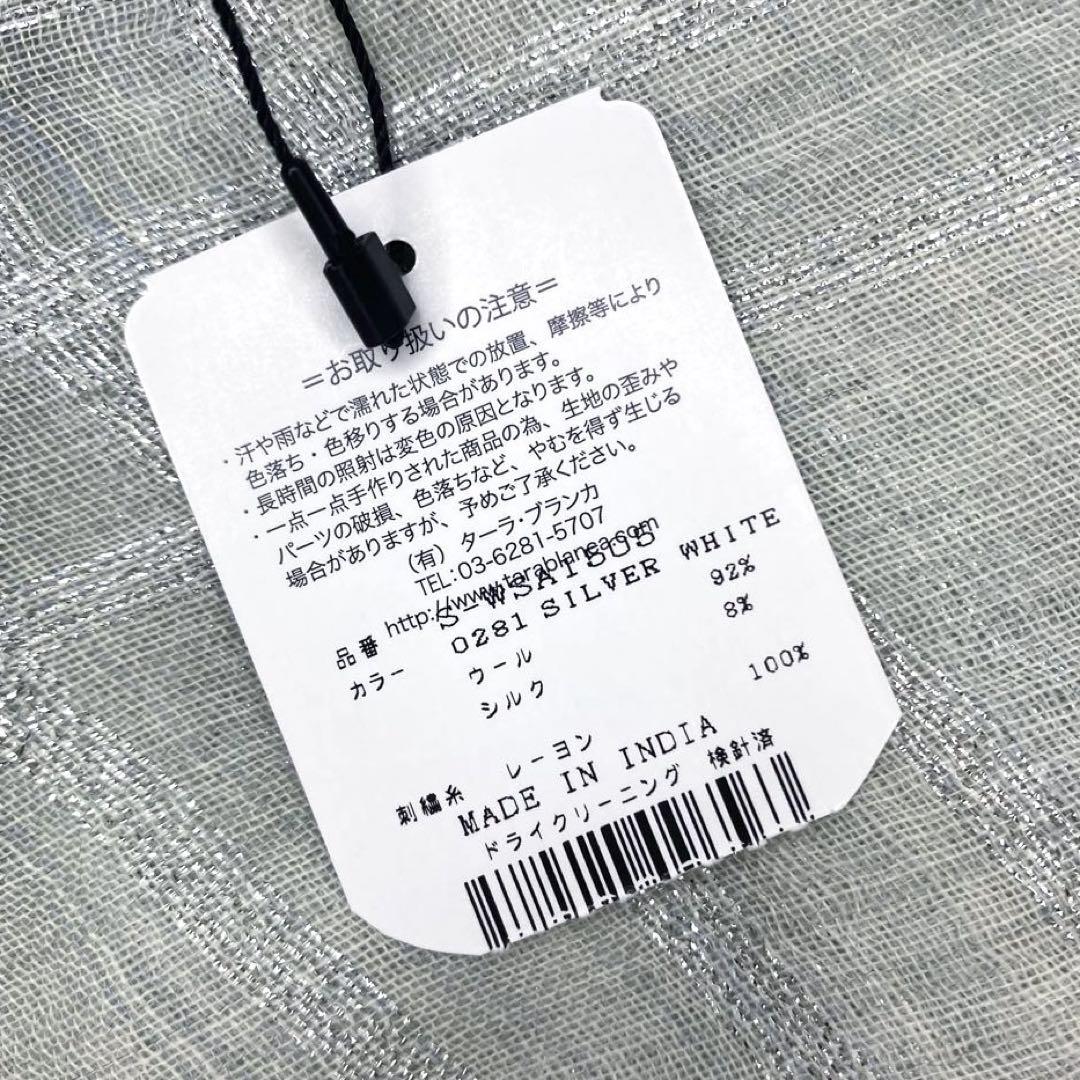 =お取り扱いの注意=
・汗や雨などで濡れた状態での放置、摩擦等により
色落ち・色移りする場合があります。
・長時間の照射は変色の原因となります。
・一点一点手作りされた商品の為、生地の歪みや
パーツの破損、色落ちなど、やむを得ず生じる
場合がありますが、予めご了承ください。
(有) ターラ・ブランカ
TEL:03-6281-5707
http://www.tarablanca.com
品番
カラー 0281 SILVER WHITE
ウール 92%
シルク 8%
刺繍糸 レーヨン 100%
MADE IN INDIA
ドライクリーニング 検針済